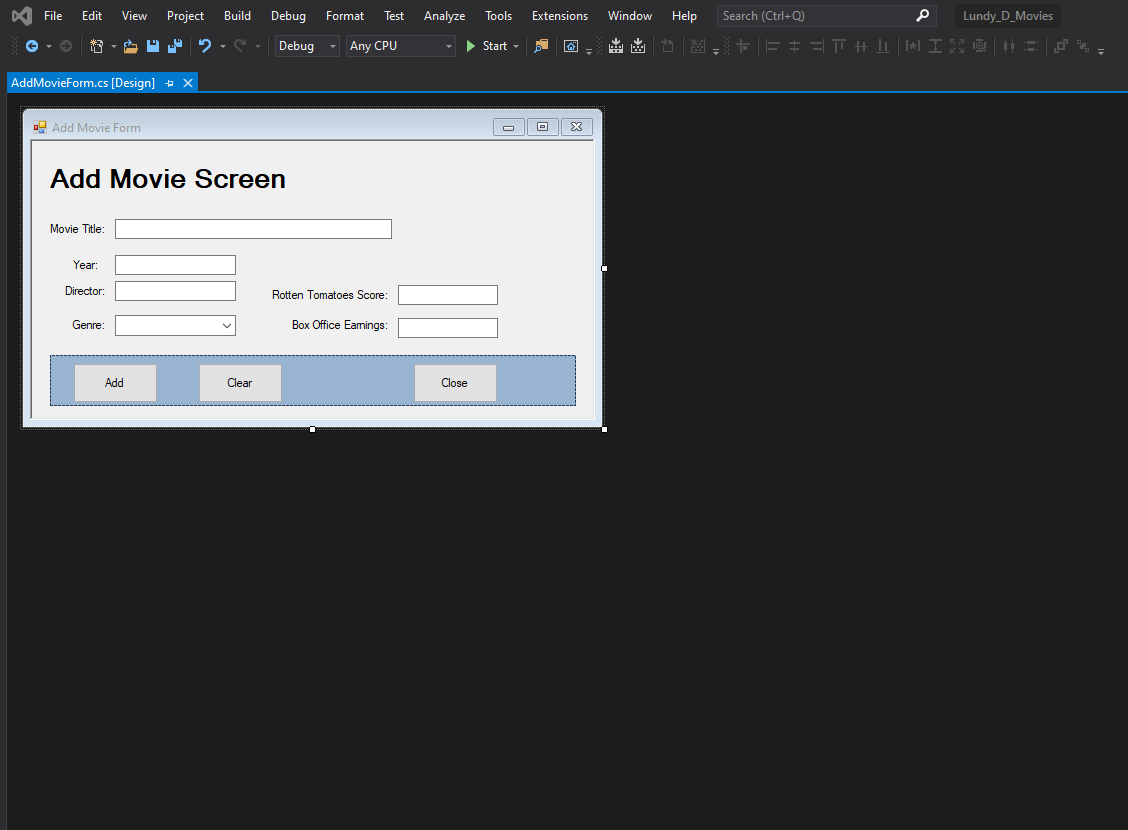 File Edit View Project Build Debug Format Test Analyze Tools Extensions Window Help Search (Ctrl+Q) Lundy_D_Movies
Debug Any CPU Start
AddMovieForm.cs [Design]
Add Movie Form
Add Movie Screen
Movie Title:
Year:
Director:
Rotten Tomatoes Score:
Genre:
Box Office Earnings:
Add Clear Close